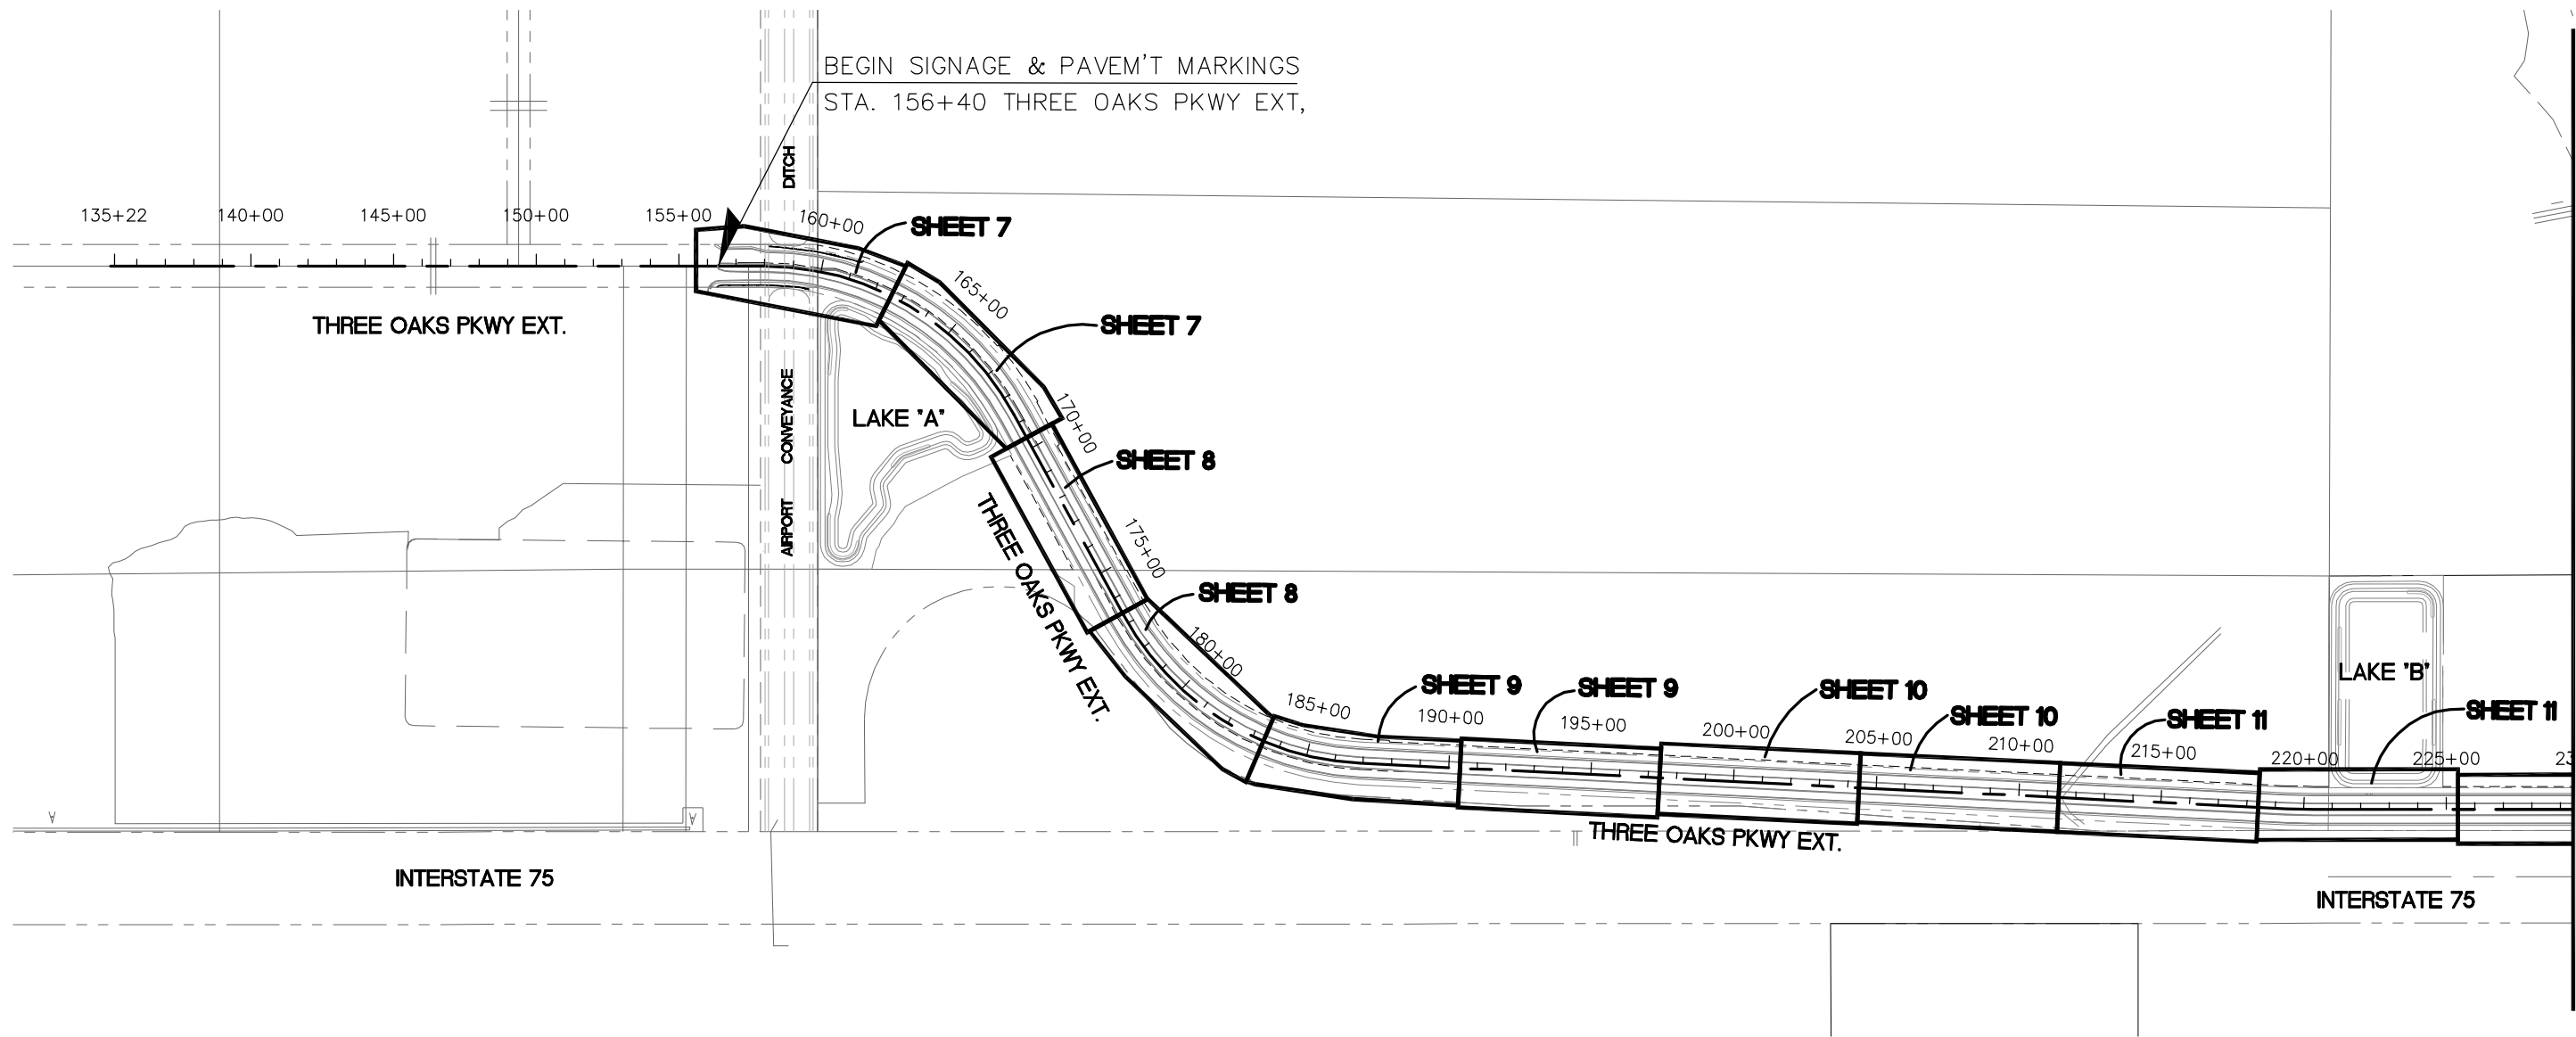 BEGIN SIGNAGE & PAVEM'T MARKINGS
STA. 156+40 THREE OAKS PKWY EXT,
DITCH
135+22
140+00
145+00
150+00
155+00
160+00
SHEET 7
165+00
THREE OAKS PKWY EXT.
SHEET 7
AIRPORT CONVEYANCE
LAKE "A"
170+00
SHEET 8
THREE OAKS PKWY EXT.
175+00
SHEET 8
180+00
185+00
SHEET 9
190+00
SHEET 9
195+00
SHEET 10
200+00
SHEET 10
205+00
210+00
SHEET 11
215+00
LAKE "B"
SHEET 11
220+00
225+00
23
THREE OAKS PKWY EXT.
INTERSTATE 75
INTERSTATE 75